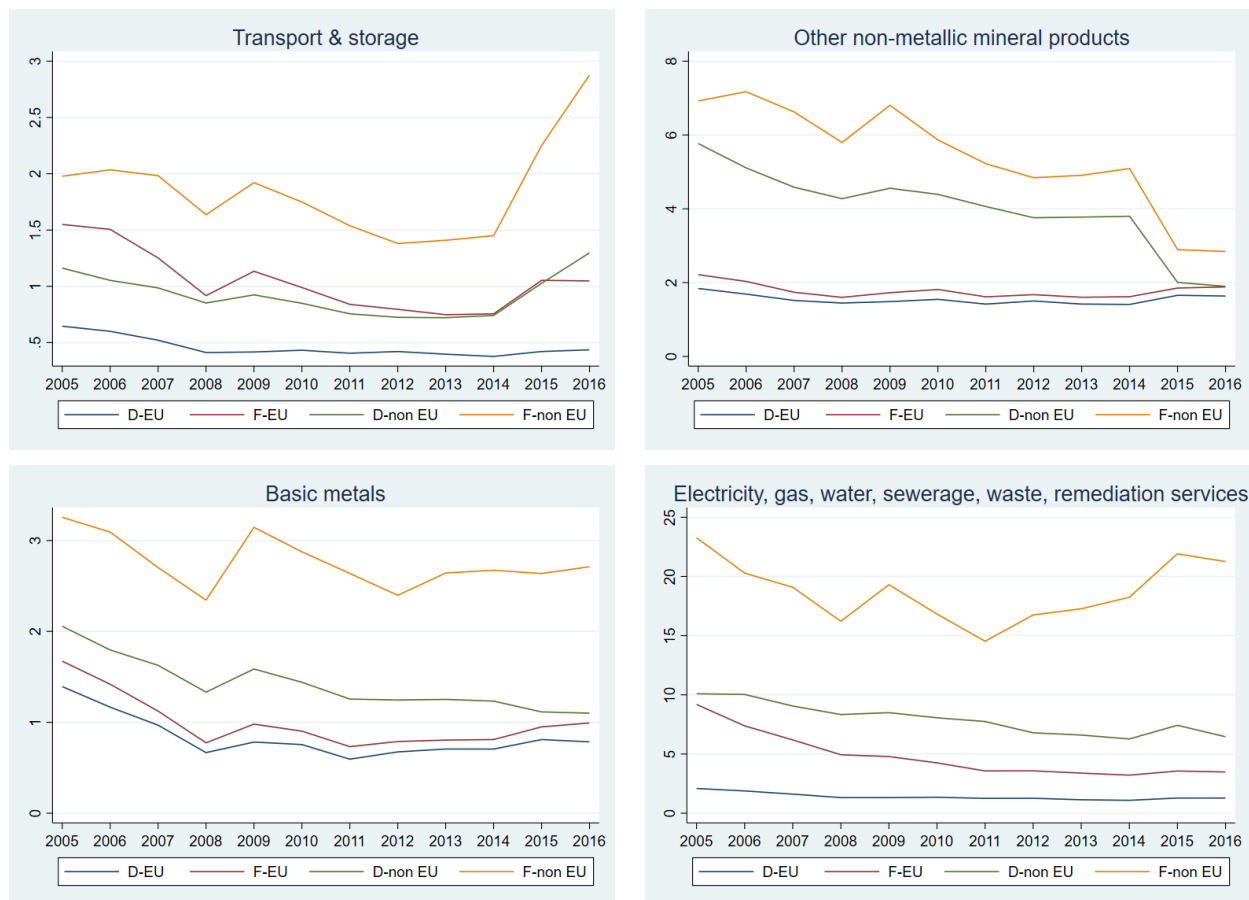 Transport & storage
3
2.5
2
1.5
1
.5
2005 2006 2007 2008 2009 2010 2011 2012 2013 2014 2015 2016
D-EU F-EU D-non EU F-non EU
Other non-metallic mineral products
8
6
4
2
0
2005 2006 2007 2008 2009 2010 2011 2012 2013 2014 2015 2016
D-EU F-EU D-non EU F-non EU
Basic metals
3
2
1
0
2005 2006 2007 2008 2009 2010 2011 2012 2013 2014 2015 2016
D-EU F-EU D-non EU F-non EU
Electricity, gas, water, sewerage, waste, remediation services
25
20
15
10
5
0
2005 2006 2007 2008 2009 2010 2011 2012 2013 2014 2015 2016
D-EU F-EU D-non EU F-non EU